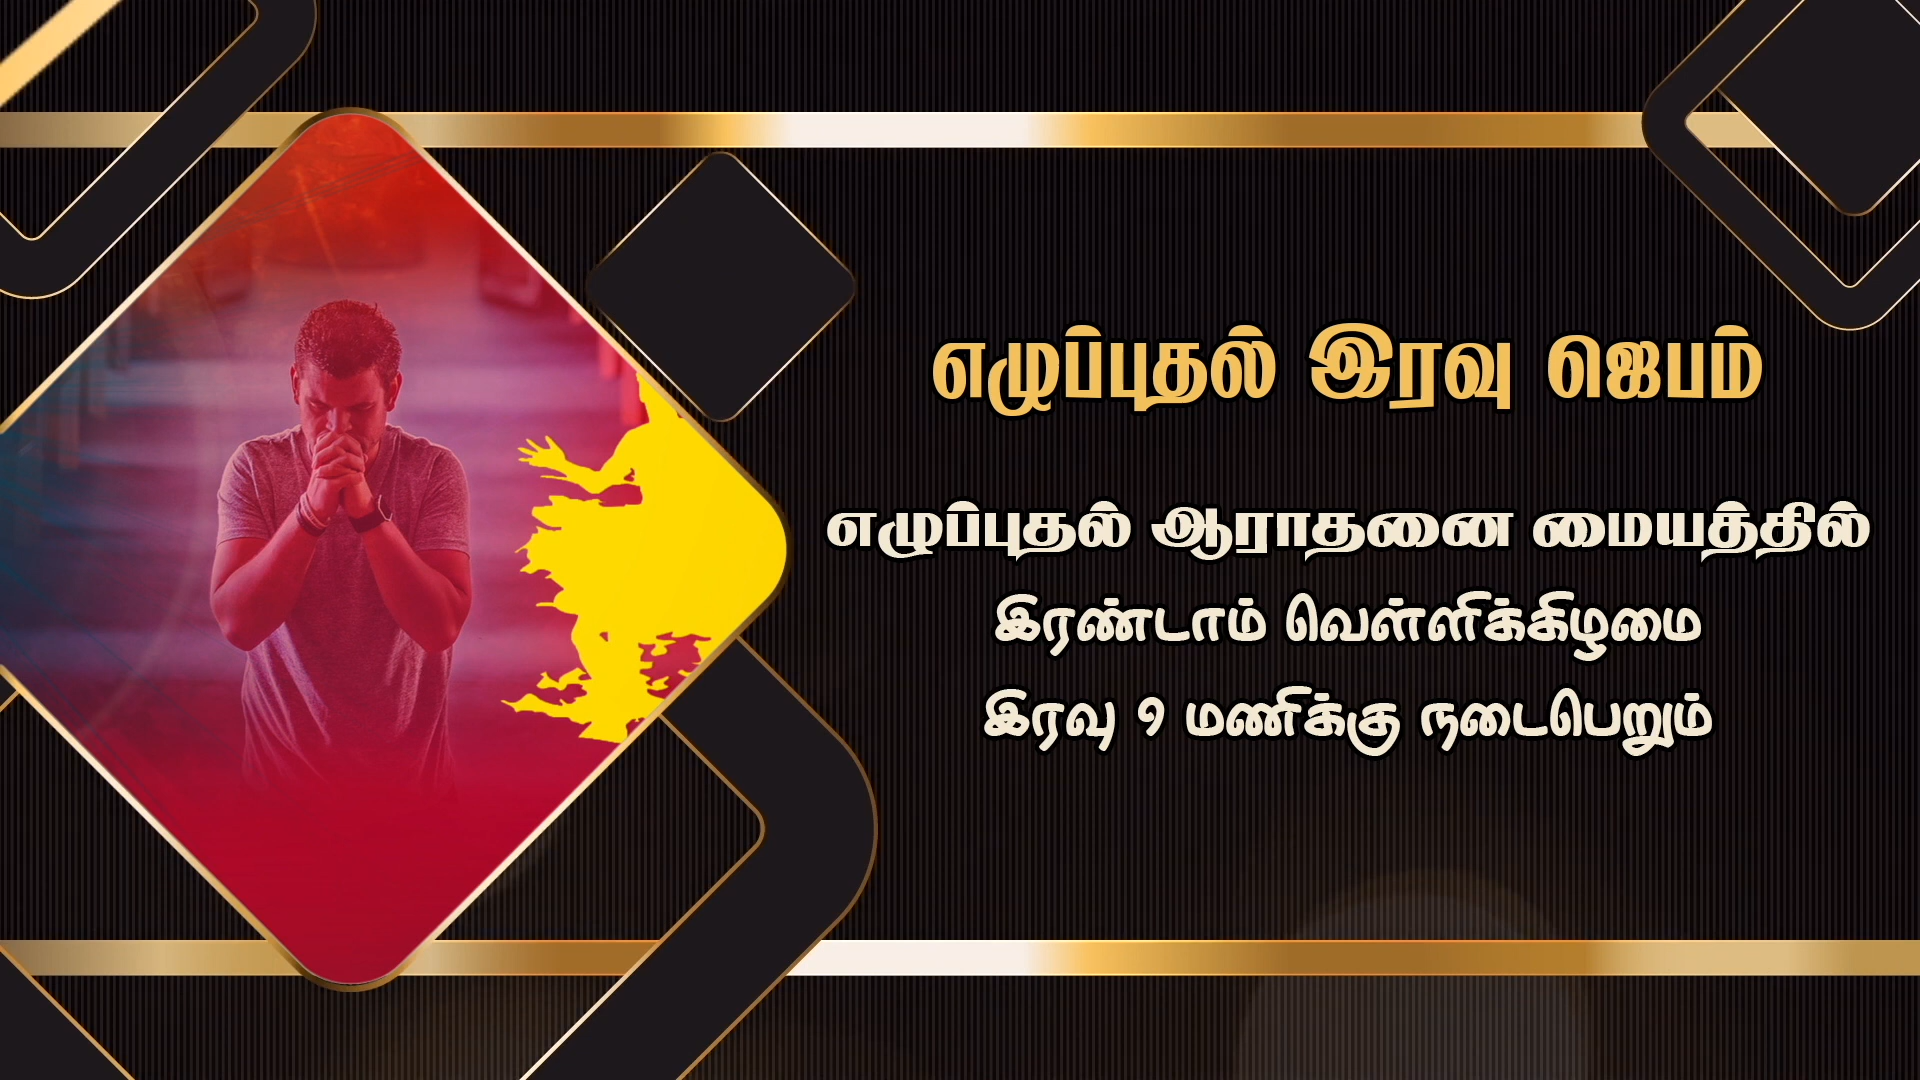 எழுப்புதல் இரவு ஜெபம்
எழுப்புதல் ஆராதனை மையத்தில்
இரண்டாம் வெள்ளிக்கிழமை
இரவு 9 மணிக்கு நடைபெறும்